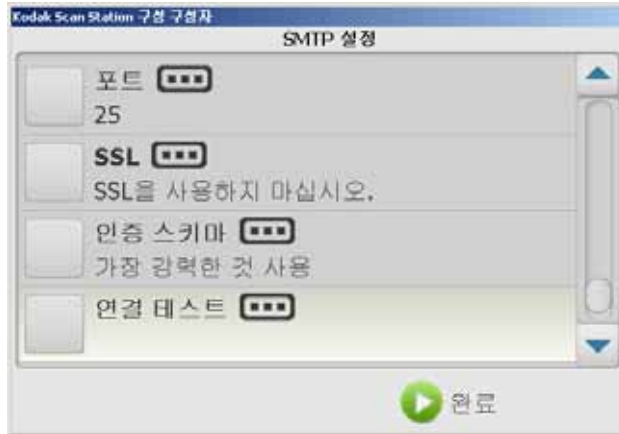 Kodak Scan Station 구성 구성자
SMTP 설정
포트
25
SSL
SSL을 사용하지 마십시오.
인증 스키마
가장 강력한 것 사용
연결 테스트
완료